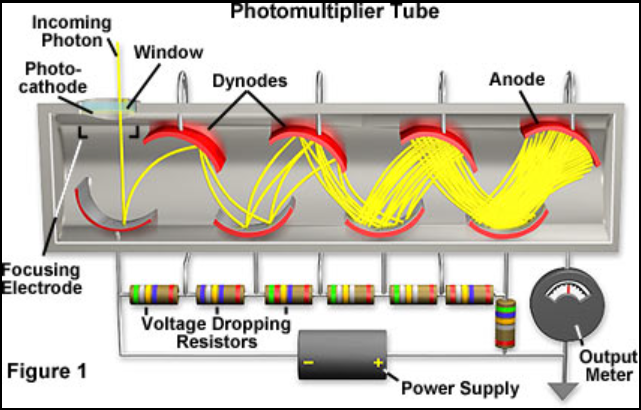 Photomultiplier Tube
Incoming
Photon
Window
Photo-
cathode
Dynodes
Anode
Focusing
Electrode
Voltage Dropping
Resistors
Figure 1
– +
Power Supply
Output
Meter